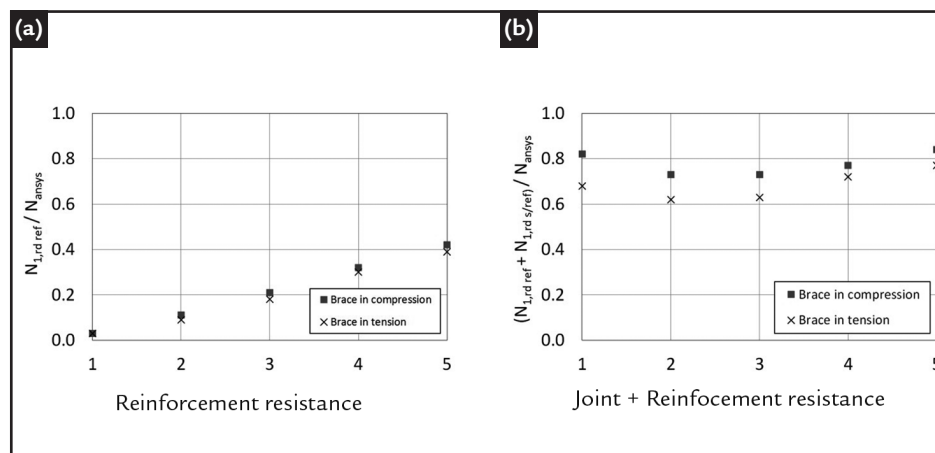 (a)
N1,rd ref / Nansys
1.0
0.8
0.6
0.4
0.2
0.0
1 2 3 4 5
Brace in compression
Brace in tension
Reinforcement resistance
(b)
(N1,rd ref + N1,rd s/ref) / Nansys
1.0
0.8
0.6
0.4
0.2
0.0
1 2 3 4 5
Brace in compression
Brace in tension
Joint + Reinfocement resistance